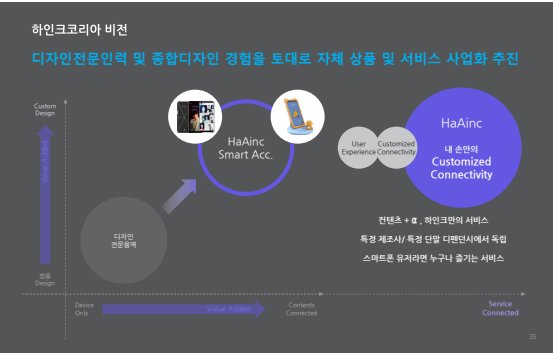 하인크코리아 비전
디자인전문인력 및 종합디자인 경험을 토대로 자체 상품 및 서비스 사업화 추진
Custom
Design
Value Added
HaAinc
Smart Acc.
User
Experience
Customized
Connectivity
HaAinc
내 손안의
Customized
Connectivity
디자인
전문용역
컨텐츠 + α , 하인크만의 서비스
특정 제조사/ 특정 단말 디펜던시에서 독립
스마트폰 유저라면 누구나 즐기는 서비스
범용
Design
Device
Only
Value Added
Contents
Connected
Service
Connected
35